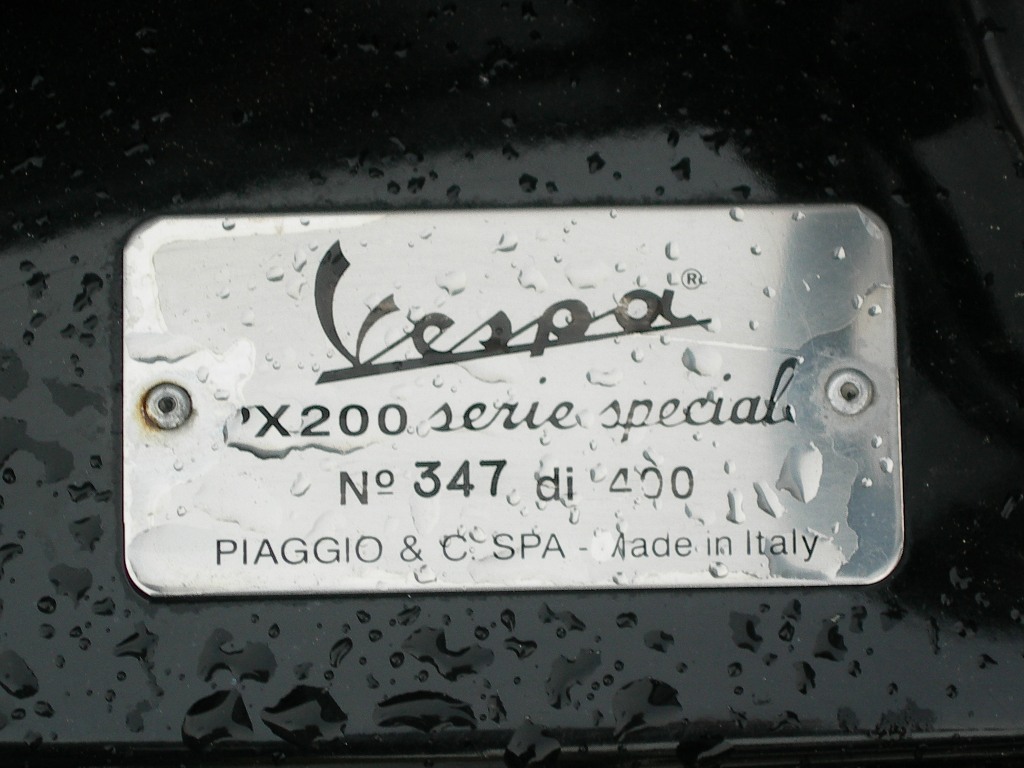 Vespa®
PX200 serie speciale
Nº 347 di 400
PIAGGIO & C. SPA - Made in Italy